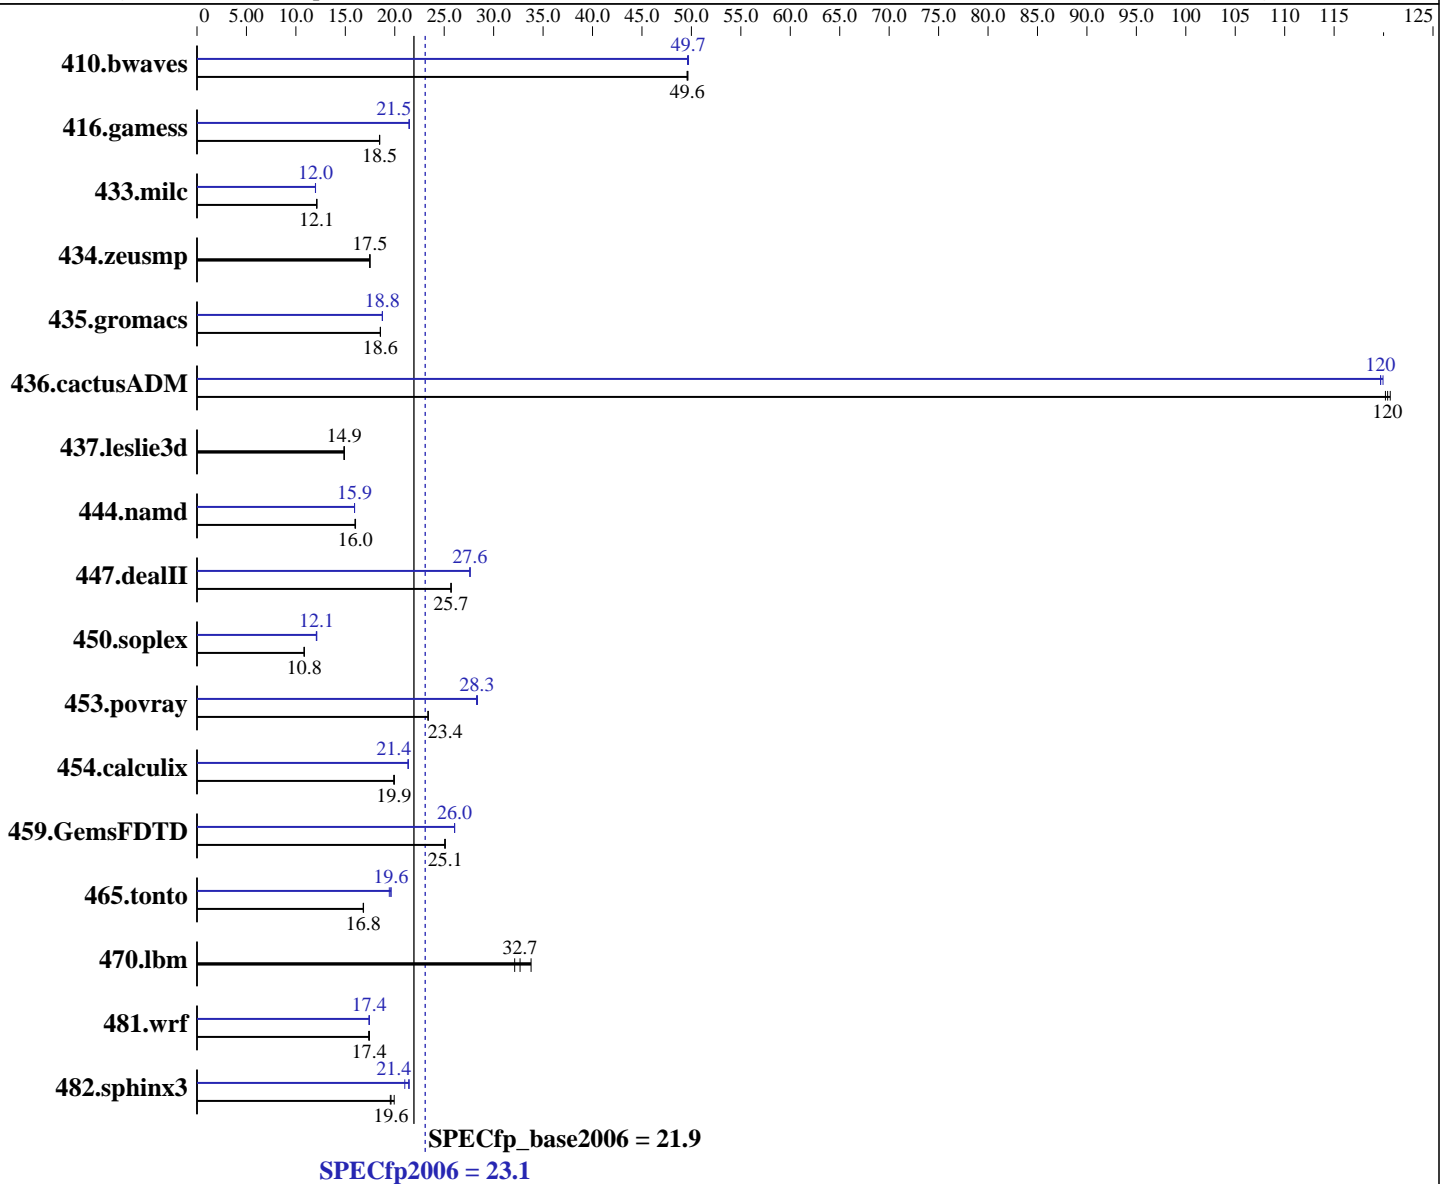 0 5.00 10.0 15.0 20.0 25.0 30.0 35.0 40.0 45.0 50.0 55.0 60.0 65.0 70.0 75.0 80.0 85.0 90.0 95.0 100 105 110 115 125
410.bwaves 49.7
49.6
416.gamess 21.5
18.5
433.milc 12.0
12.1
434.zeusmp 17.5
435.gromacs 18.8
18.6
436.cactusADM 120
120
437.leslie3d 14.9
444.namd 15.9
16.0
447.dealII 27.6
25.7
450.soplex 12.1
10.8
453.povray 28.3
23.4
454.calculix 21.4
19.9
459.GemsFDTD 26.0
25.1
465.tonto 19.6
16.8
470.lbm 32.7
481.wrf 17.4
17.4
482.sphinx3 21.4
19.6
SPECfp_base2006 = 21.9
SPECfp2006 = 23.1